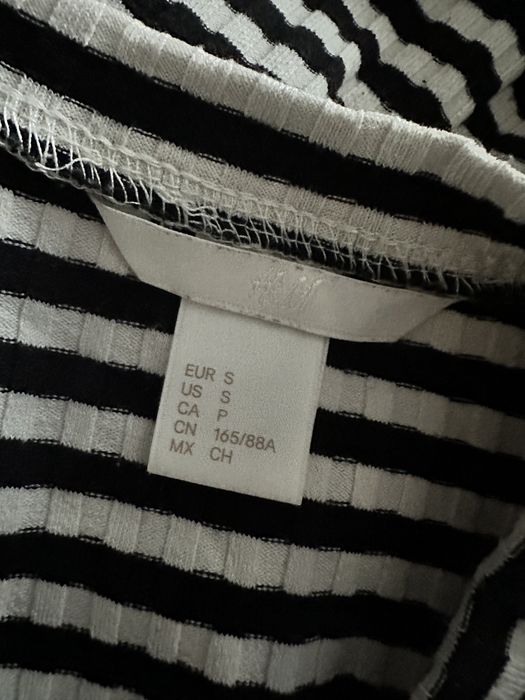 H&M
EUR S
US S
CA P
CN 165/88A
MX CH